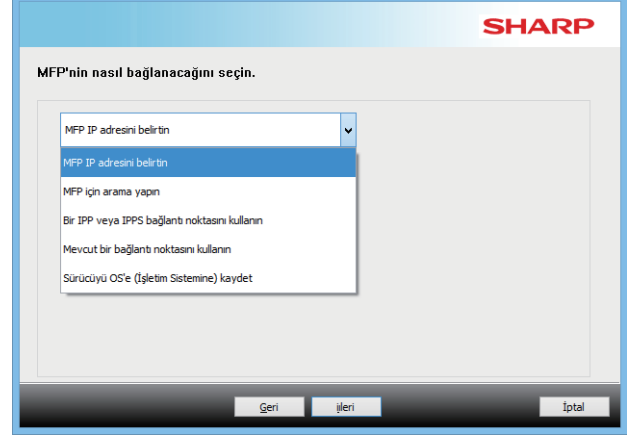 SHARP
MFP'nin nasıl bağlanacağını seçin.
MFP IP adresini belirtin
MFP IP adresini belirtin
MFP için arama yapın
Bir IPP veya IPPS bağlantı noktasını kullanın
Mevcut bir bağlantı noktasını kullanın
Sürücüyü OS'e (İşletim Sistemine) kaydet
Geri İileri İptal